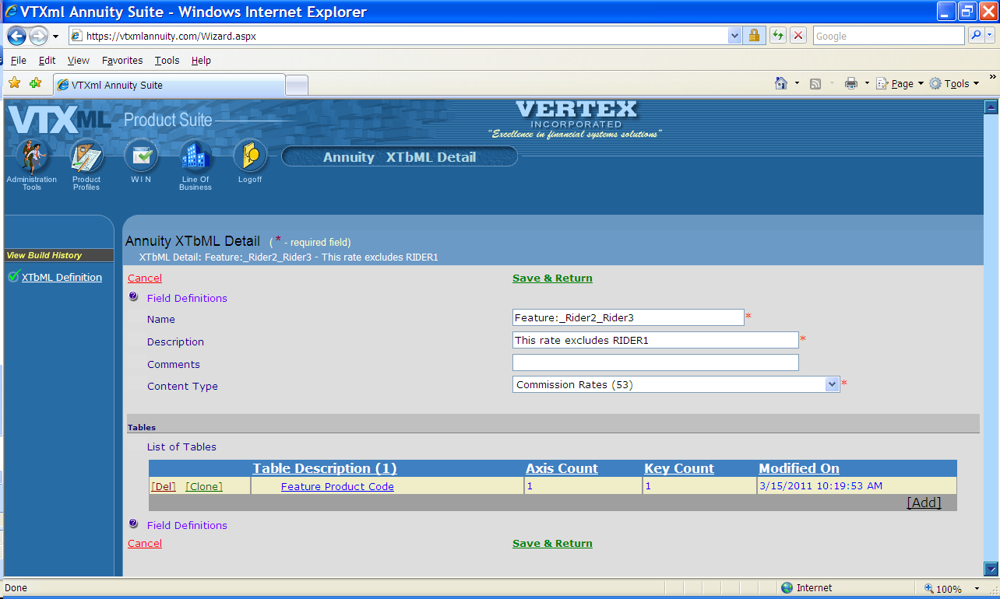 VTXml Annuity Suite - Windows Internet Explorer
https://vtxmlannuity.com/Wizard.aspx
Google
File Edit View Favorites Tools Help
VTXml Annuity Suite
Page Tools »
VTXML Product Suite
VERTEX
INCORPORATED
"Excellence in financial systems solutions"
Annuity XTbML Detail
Administration Tools
Product Profiles
WIN
Line Of Business
Logoff
View Build History
XTbML Definition
Annuity XTbML Detail ( * - required field)
XTbML Detail: Feature:_Rider2_Rider3 - This rate excludes RIDER1
Cancel Save & Return
? Field Definitions
Name Feature:_Rider2_Rider3 *
Description This rate excludes RIDER1 *
Comments
Content Type Commission Rates (53) *
Tables
List of Tables
Table Description (1) Axis Count Key Count Modified On
[Del] [Clone] Feature Product Code 1 1 3/15/2011 10:19:53 AM
[Add]
? Field Definitions
Cancel Save & Return
Done Internet 100%